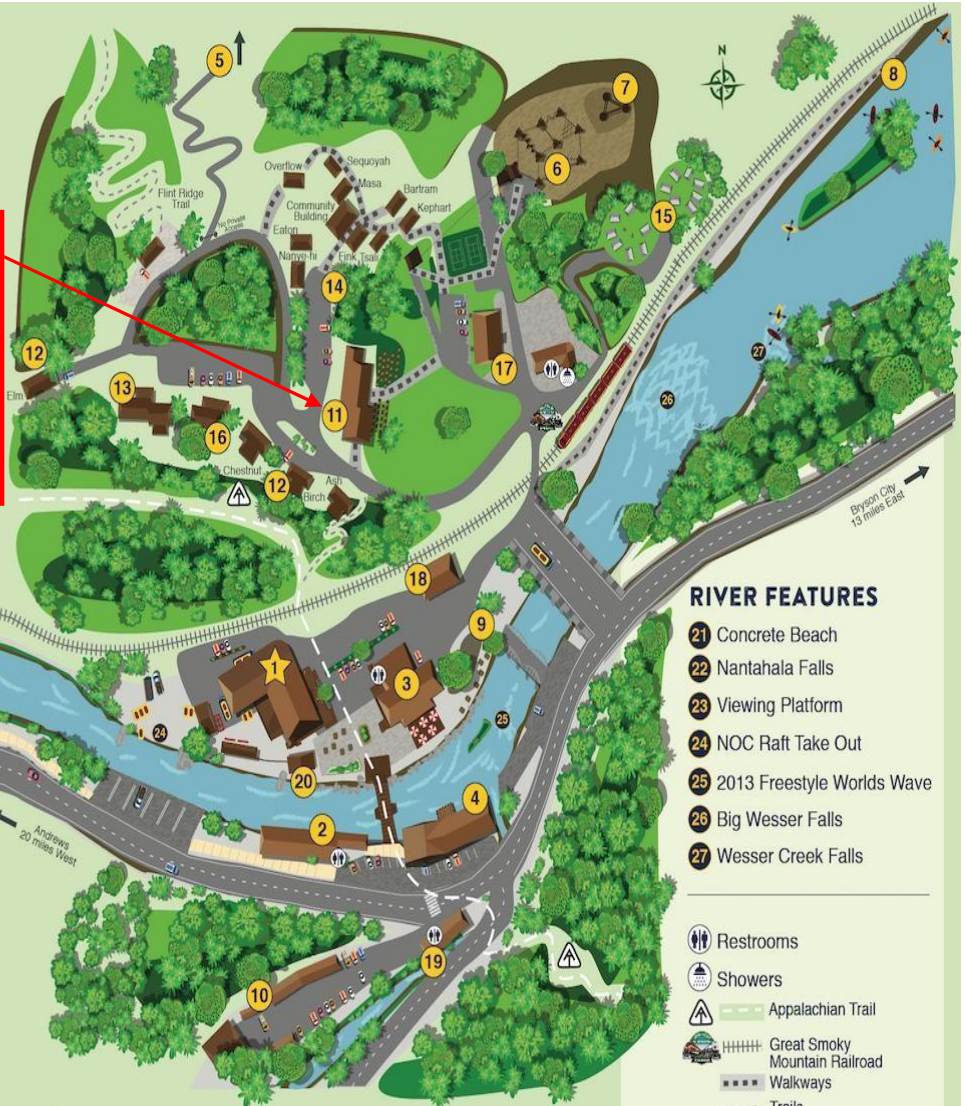 5
N
8
7
Overflow
Sequoyah
Masa
6
Flint Ridge
Trail
Community
Building
Bartram
Kephart
15
No Private
Access
Eaton
Nanye-hi
Fink Tsali
14
12
17
27
13
11
26
Elm
16
Chestnut
12
Ash
Birch
Bryson City
13 miles East
18
9
1
3
24
25
20
4
2
Andrews
20 miles West
19
10
RIVER FEATURES
21 Concrete Beach
22 Nantahala Falls
23 Viewing Platform
24 NOC Raft Take Out
25 2013 Freestyle Worlds Wave
26 Big Wesser Falls
27 Wesser Creek Falls
Restrooms
Showers
Appalachian Trail
Great Smoky
Mountain Railroad
Walkways
Trails